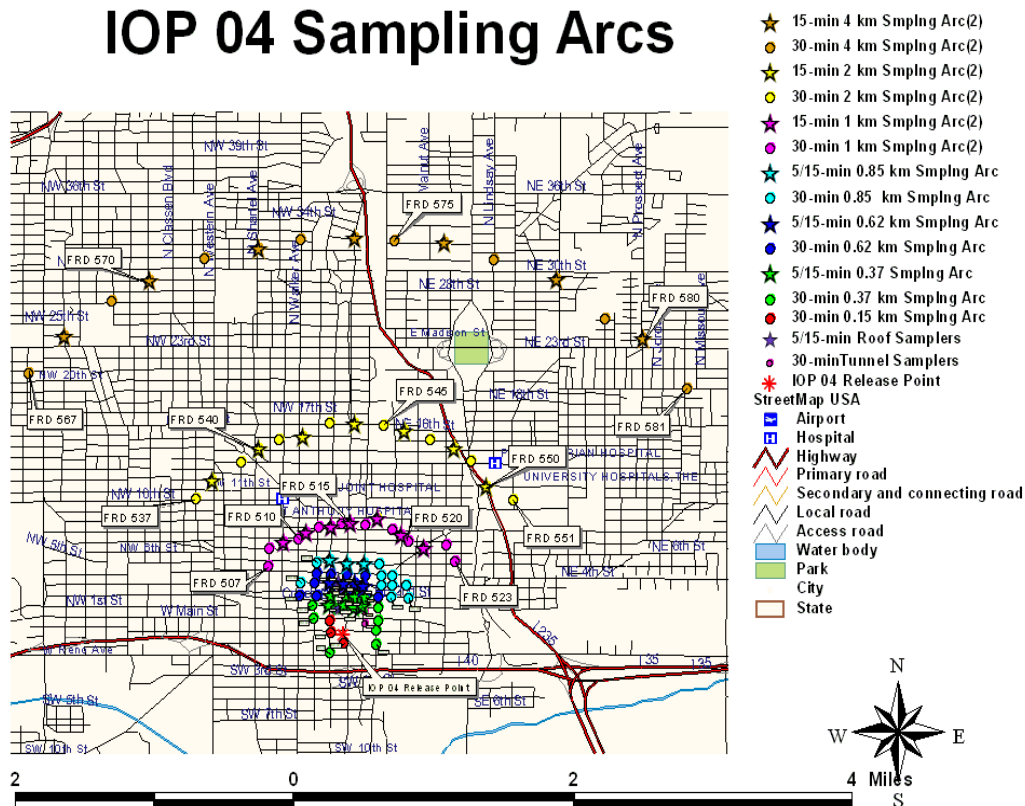 IOP 04 Sampling Arcs
15-min 4 km Smplng Arc(2)
30-min 4 km Smplng Arc(2)
15-min 2 km Smplng Arc(2)
30-min 2 km Smplng Arc(2)
15-min 1 km Smplng Arc(2)
30-min 1 km Smplng Arc(2)
5/15-min 0.85 km Smplng Arc
30-min 0.85 km Smplng Arc
5/15-min 0.62 km Smplng Arc
30-min 0.62 km Smplng Arc
5/15-min 0.37 Smplng Arc
30-min 0.37 km Smplng Arc
30-min 0.15 km Smplng Arc
5/15-min Roof Samplers
30-minTunnel Samplers
IOP 04 Release Point
StreetMap USA
Airport
Hospital
Highway
Primary road
Secondary and connecting road
Local road
Access road
Water body
Park
City
State
NW 39th St
NW 36th St
NE 36th St
N Classen Blvd
N Western Ave
N Shartel Ave
N Walker Ave
N Lindsay Ave
N Prospect Ave
NW 34th St
FRD 575
FRD 570
NE 30th St
NE 28th St
FRD 580
NW 25th St
NW 23rd St
E Madison St
NE 23rd St
NW 20th St
FRD 567
FRD 545
NE 18th St
FRD 540
NW 17th St
NE 16th St
FRD 581
FRD 550
UNIVERSITY HOSPITALS, THE
FRD 515
JOINT HOSPITAL
NW 10th St
W 11th St
FRD 537
FRD 510
T ANTHONY HOSPITA
FRD 520
FRD 551
NW 5th St
NW 6th St
NE 6th St
FRD 507
NE 4th St
FRD 523
NW 1st St
W Main St
I-235
W Reno Ave
SW 3rd St
I-40
I-35
I-35
IOP 04 Release Point
SW 5th St
SE 6th St
SW 7th St
SW 10th St
SW 10th St
N
W
E
S
2
0
2
4 Miles